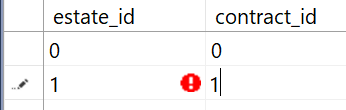 estate_id contract_id
0 0
1 1